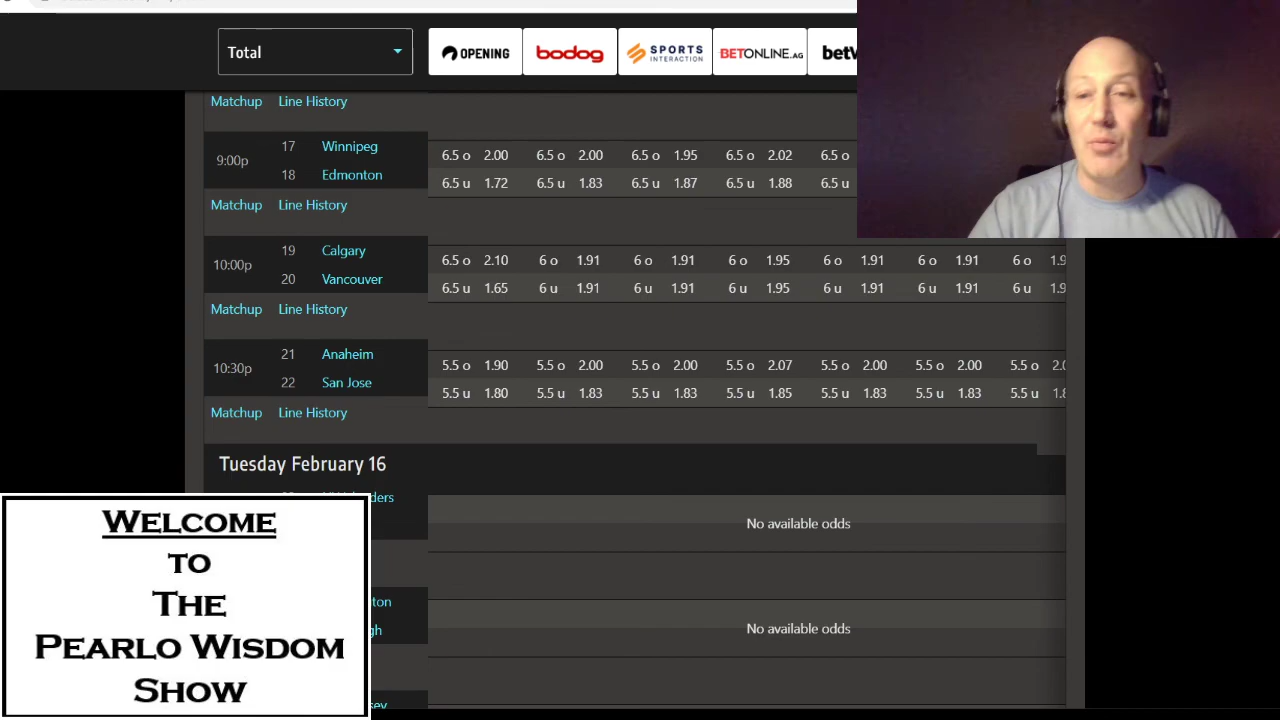 Total
OPENING bodog SPORTS INTERACTION BETONLINE.AG
Matchup Line History
9:00p
17 Winnipeg 6.5 o 2.00 6.5 o 2.00 6.5 o 1.95 6.5 o 2.02 6.5 o
18 Edmonton 6.5 u 1.72 6.5 u 1.83 6.5 u 1.87 6.5 u 1.88 6.5 u
Matchup Line History
10:00p
19 Calgary 6.5 o 2.10 6 o 1.91 6 o 1.91 6 o 1.95 6 o 1.91 6 o 1.91 6 o 1.9
20 Vancouver 6.5 u 1.65 6 u 1.91 6 u 1.91 6 u 1.95 6 u 1.91 6 u 1.91 6 u 1.9
Matchup Line History
10:30p
21 Anaheim 5.5 o 1.90 5.5 o 2.00 5.5 o 2.00 5.5 o 2.07 5.5 o 2.00 5.5 o 2.00 5.5 o 2.0
22 San Jose 5.5 u 1.80 5.5 u 1.83 5.5 u 1.83 5.5 u 1.85 5.5 u 1.83 5.5 u 1.83 5.5 u 1.8
Matchup Line History
Tuesday February 16
No available odds
No available odds
WELCOME
TO
THE
PEARLO WISDOM
SHOW